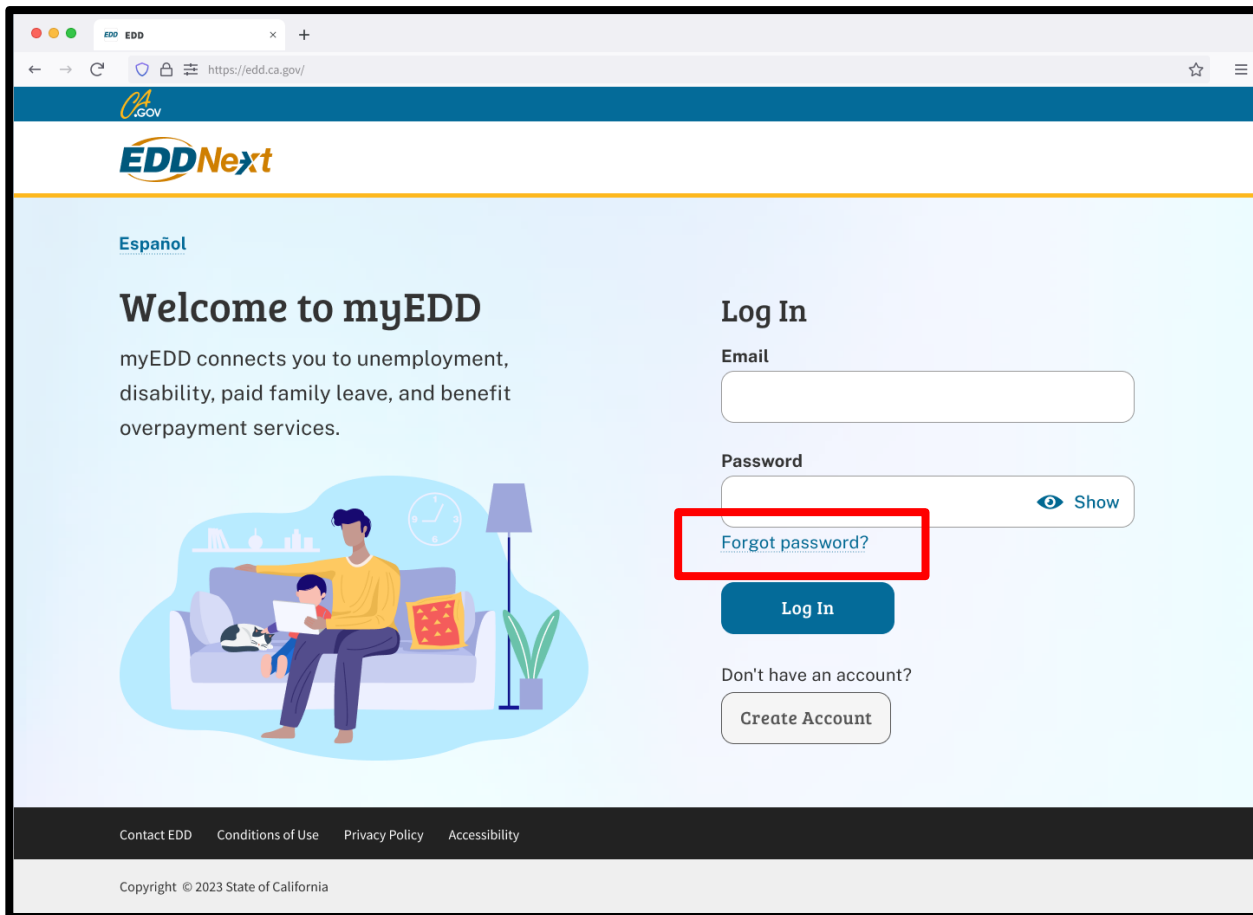 EDD EDD
https://edd.ca.gov/
CA.GOV
EDDNext
Español
Welcome to myEDD
myEDD connects you to unemployment,
disability, paid family leave, and benefit
overpayment services.
Log In
Email
Password
Show
Forgot password?
Log In
Don't have an account?
Create Account
Contact EDD Conditions of Use Privacy Policy Accessibility
Copyright © 2023 State of California